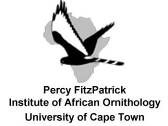 Percy FitzPatrick
Institute of African Ornithology
University of Cape Town